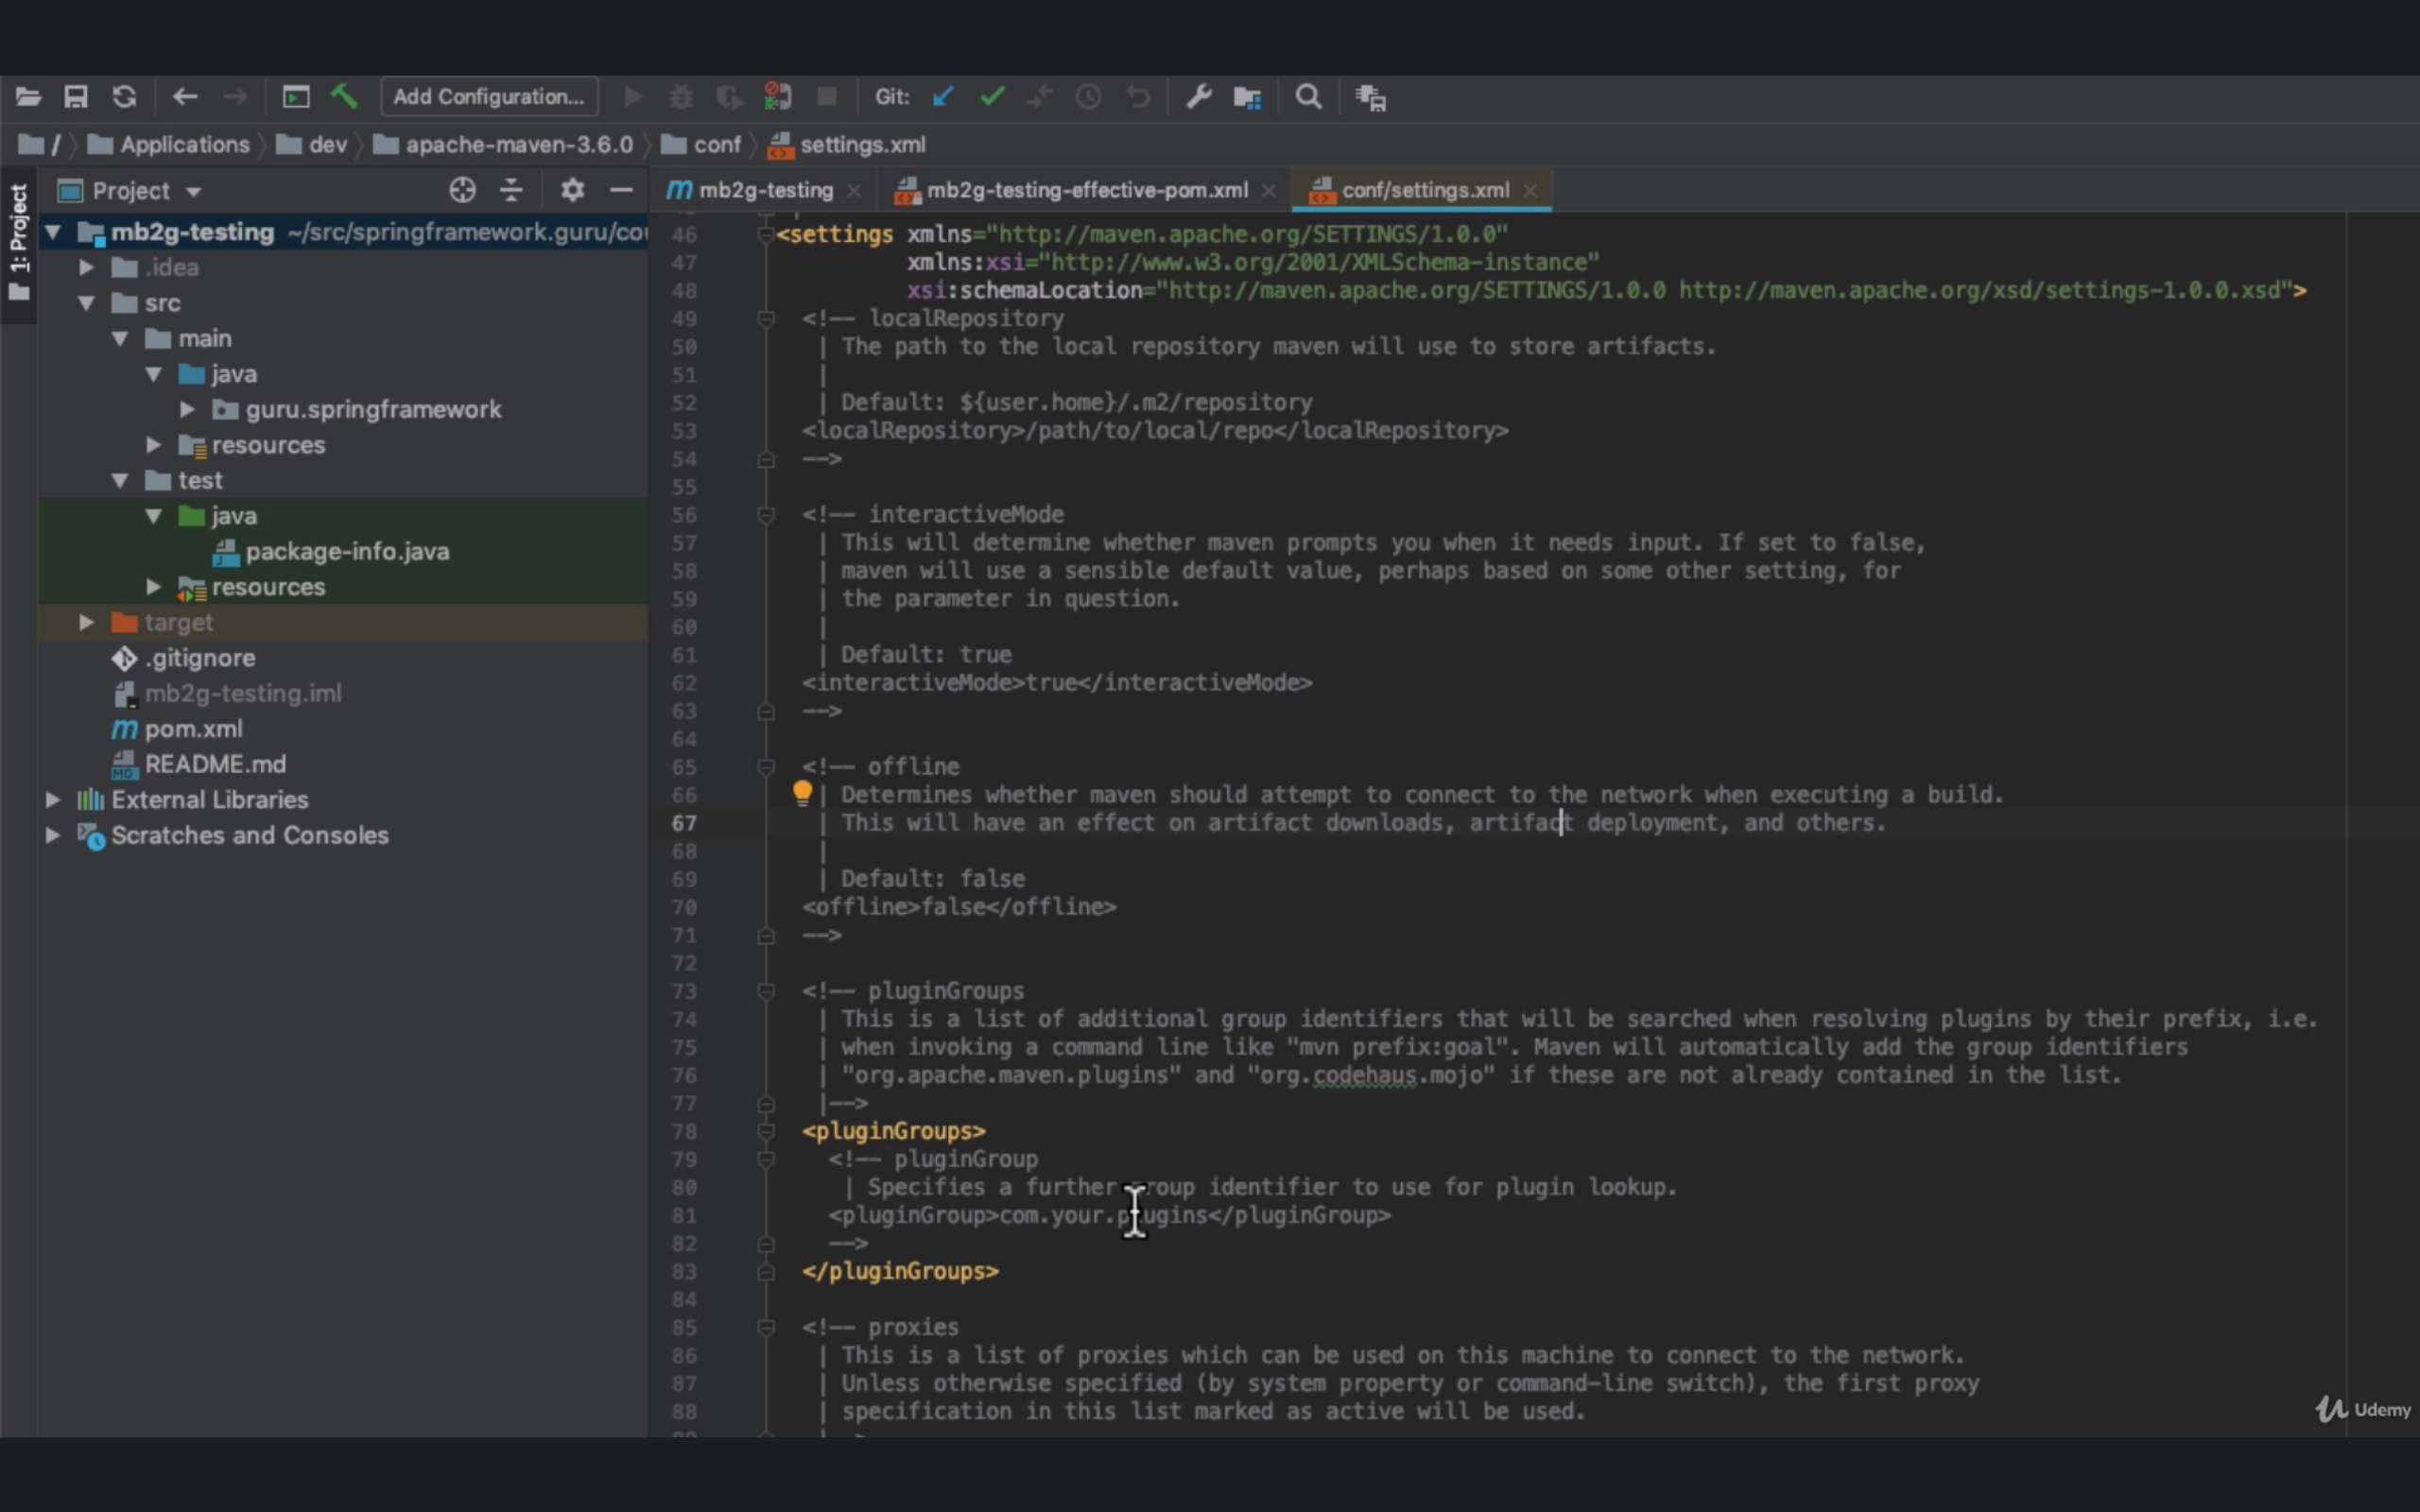 Add Configuration...
Git:
/ Applications dev apache-maven-3.6.0 conf settings.xml
1: Project
Project
mb2g-testing
mb2g-testing-effective-pom.xml
conf/settings.xml
mb2g-testing ~/src/springframework.guru/cou
.idea
src
main
java
guru.springframework
resources
test
java
package-info.java
resources
target
.gitignore
mb2g-testing.iml
pom.xml
README.md
External Libraries
Scratches and Consoles
46 <settings xmlns="http://maven.apache.org/SETTINGS/1.0.0"
47 xmlns:xsi="http://www.w3.org/2001/XMLSchema-instance"
48 xsi:schemaLocation="http://maven.apache.org/SETTINGS/1.0.0 http://maven.apache.org/xsd/settings-1.0.0.xsd">
49 <!-- localRepository
50 | The path to the local repository maven will use to store artifacts.
51 |
52 | Default: ${user.home}/.m2/repository
53 <localRepository>/path/to/local/repo</localRepository>
54 -->
55
56 <!-- interactiveMode
57 | This will determine whether maven prompts you when it needs input. If set to false,
58 | maven will use a sensible default value, perhaps based on some other setting, for
59 | the parameter in question.
60 |
61 | Default: true
62 <interactiveMode>true</interactiveMode>
63 -->
64
65 <!-- offline
66 | Determines whether maven should attempt to connect to the network when executing a build.
67 | This will have an effect on artifact downloads, artifact deployment, and others.
68 |
69 | Default: false
70 <offline>false</offline>
71 -->
72
73 <!-- pluginGroups
74 | This is a list of additional group identifiers that will be searched when resolving plugins by their prefix, i.e.
75 | when invoking a command line like "mvn prefix:goal". Maven will automatically add the group identifiers
76 | "org.apache.maven.plugins" and "org.codehaus.mojo" if these are not already contained in the list.
77 |-->
78 <pluginGroups>
79 <!-- pluginGroup
80 | Specifies a further group identifier to use for plugin lookup.
81 <pluginGroup>com.your.plugins</pluginGroup>
82 -->
83 </pluginGroups>
84
85 <!-- proxies
86 | This is a list of proxies which can be used on this machine to connect to the network.
87 | Unless otherwise specified (by system property or command-line switch), the first proxy
88 | specification in this list marked as active will be used.
Udemy